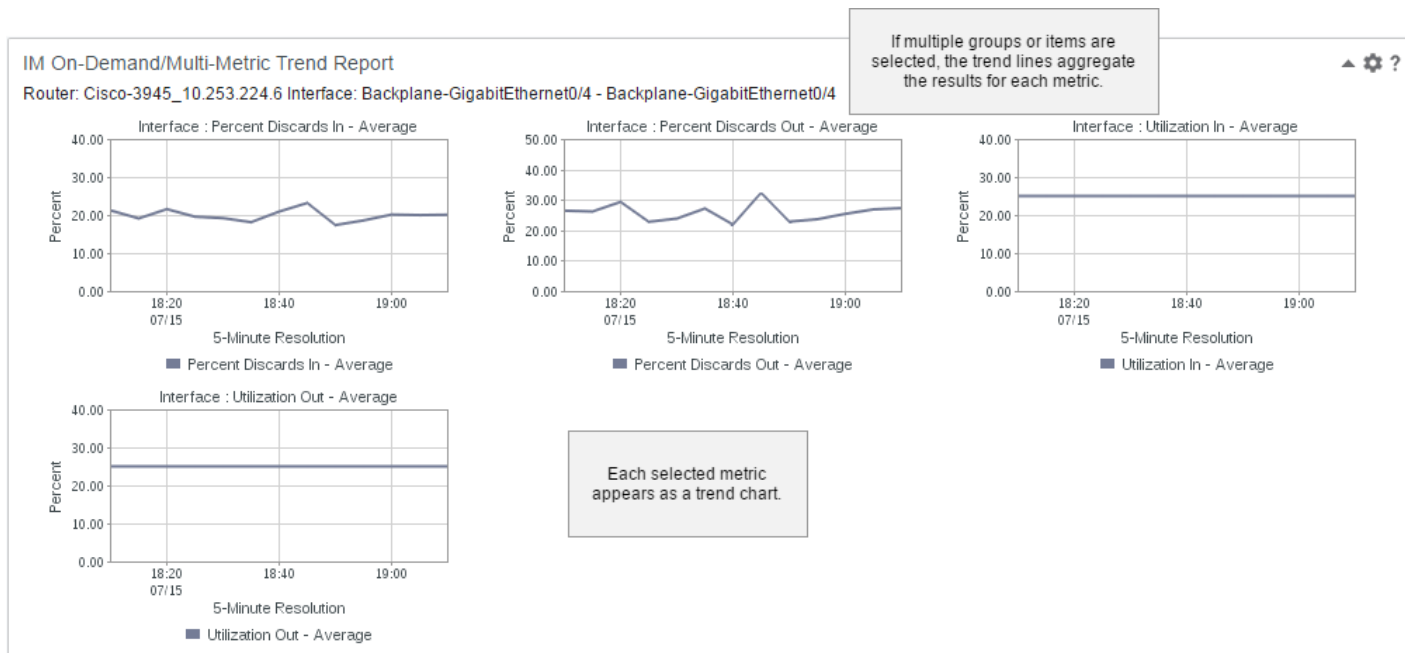 If multiple groups or items are
selected, the trend lines aggregate
the results for each metric.
IM On-Demand/Multi-Metric Trend Report
?
Router: Cisco-3945_10.253.224.6 Interface: Backplane-GigabitEthernet0/4 - Backplane-GigabitEthernet0/4
Interface : Percent Discards In - Average
40.00
30.00
20.00
10.00
0.00
Percent
18:20 18:40 19:00
07/15
5-Minute Resolution
Percent Discards In - Average
Interface : Percent Discards Out - Average
50.00
40.00
30.00
20.00
10.00
0.00
Percent
18:20 18:40 19:00
07/15
5-Minute Resolution
Percent Discards Out - Average
Interface : Utilization In - Average
40.00
30.00
20.00
10.00
0.00
Percent
18:20 18:40 19:00
07/15
5-Minute Resolution
Utilization In - Average
Interface : Utilization Out - Average
40.00
30.00
20.00
10.00
0.00
Percent
18:20 18:40 19:00
07/15
5-Minute Resolution
Utilization Out - Average
Each selected metric
appears as a trend chart.